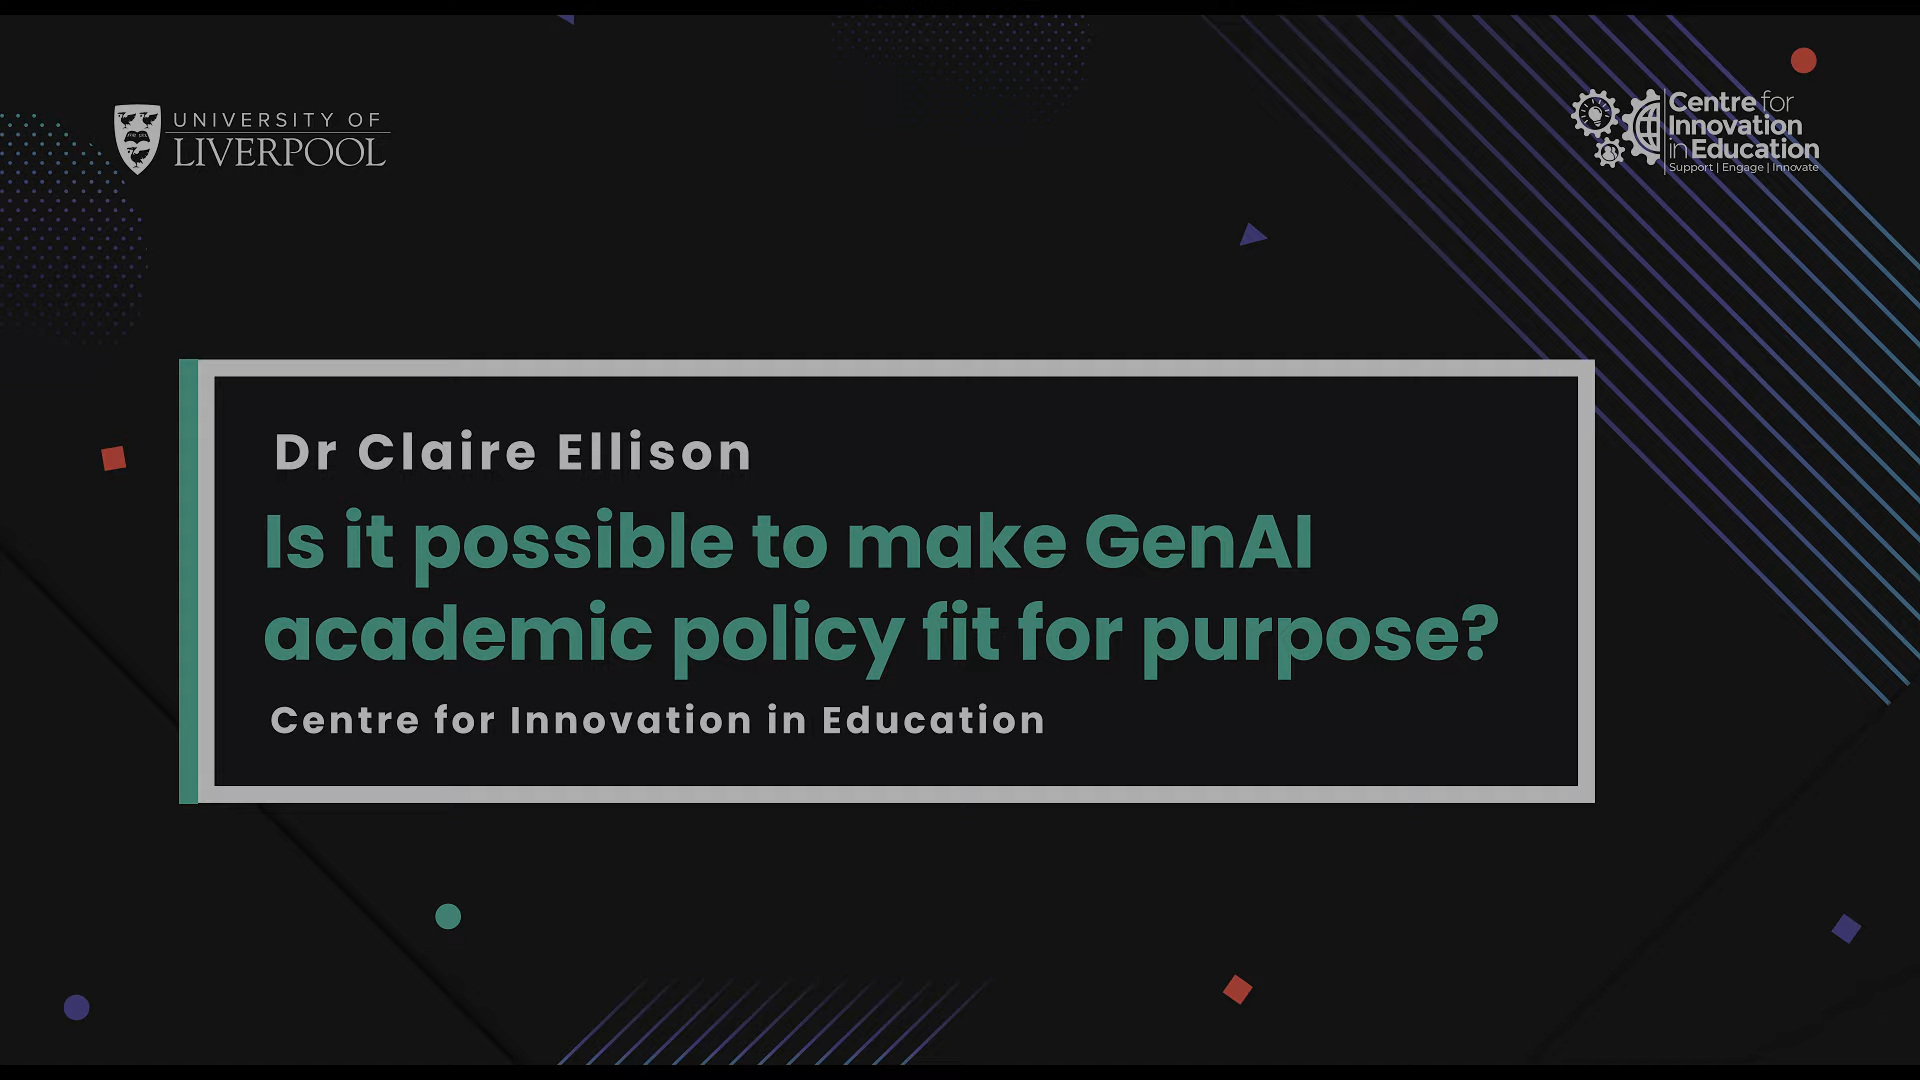 UNIVERSITY OF
LIVERPOOL
Centre for
Innovation
in Education
Support | Engage | Innovate
Dr Claire Ellison
Is it possible to make GenAI
academic policy fit for purpose?
Centre for Innovation in Education